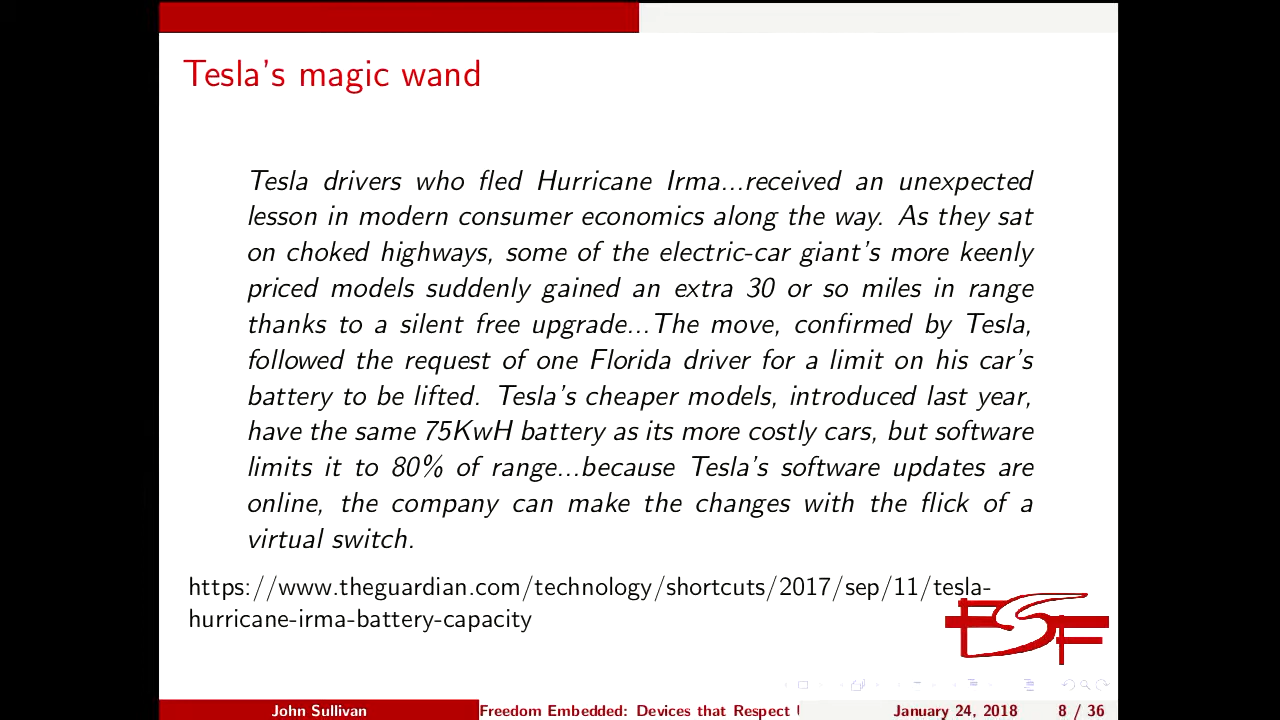 Tesla's magic wand
Tesla drivers who fled Hurricane Irma...received an unexpected
lesson in modern consumer economics along the way. As they sat
on choked highways, some of the electric-car giant's more keenly
priced models suddenly gained an extra 30 or so miles in range
thanks to a silent free upgrade...The move, confirmed by Tesla,
followed the request of one Florida driver for a limit on his car's
battery to be lifted. Tesla's cheaper models, introduced last year,
have the same 75KwH battery as its more costly cars, but software
limits it to 80% of range...because Tesla's software updates are
online, the company can make the changes with the flick of a
virtual switch.
https://www.theguardian.com/technology/shortcuts/2017/sep/11/tesla-
hurricane-irma-battery-capacity
FSF
John Sullivan
Freedom Embedded: Devices that Respect
January 24, 2018
8 / 36